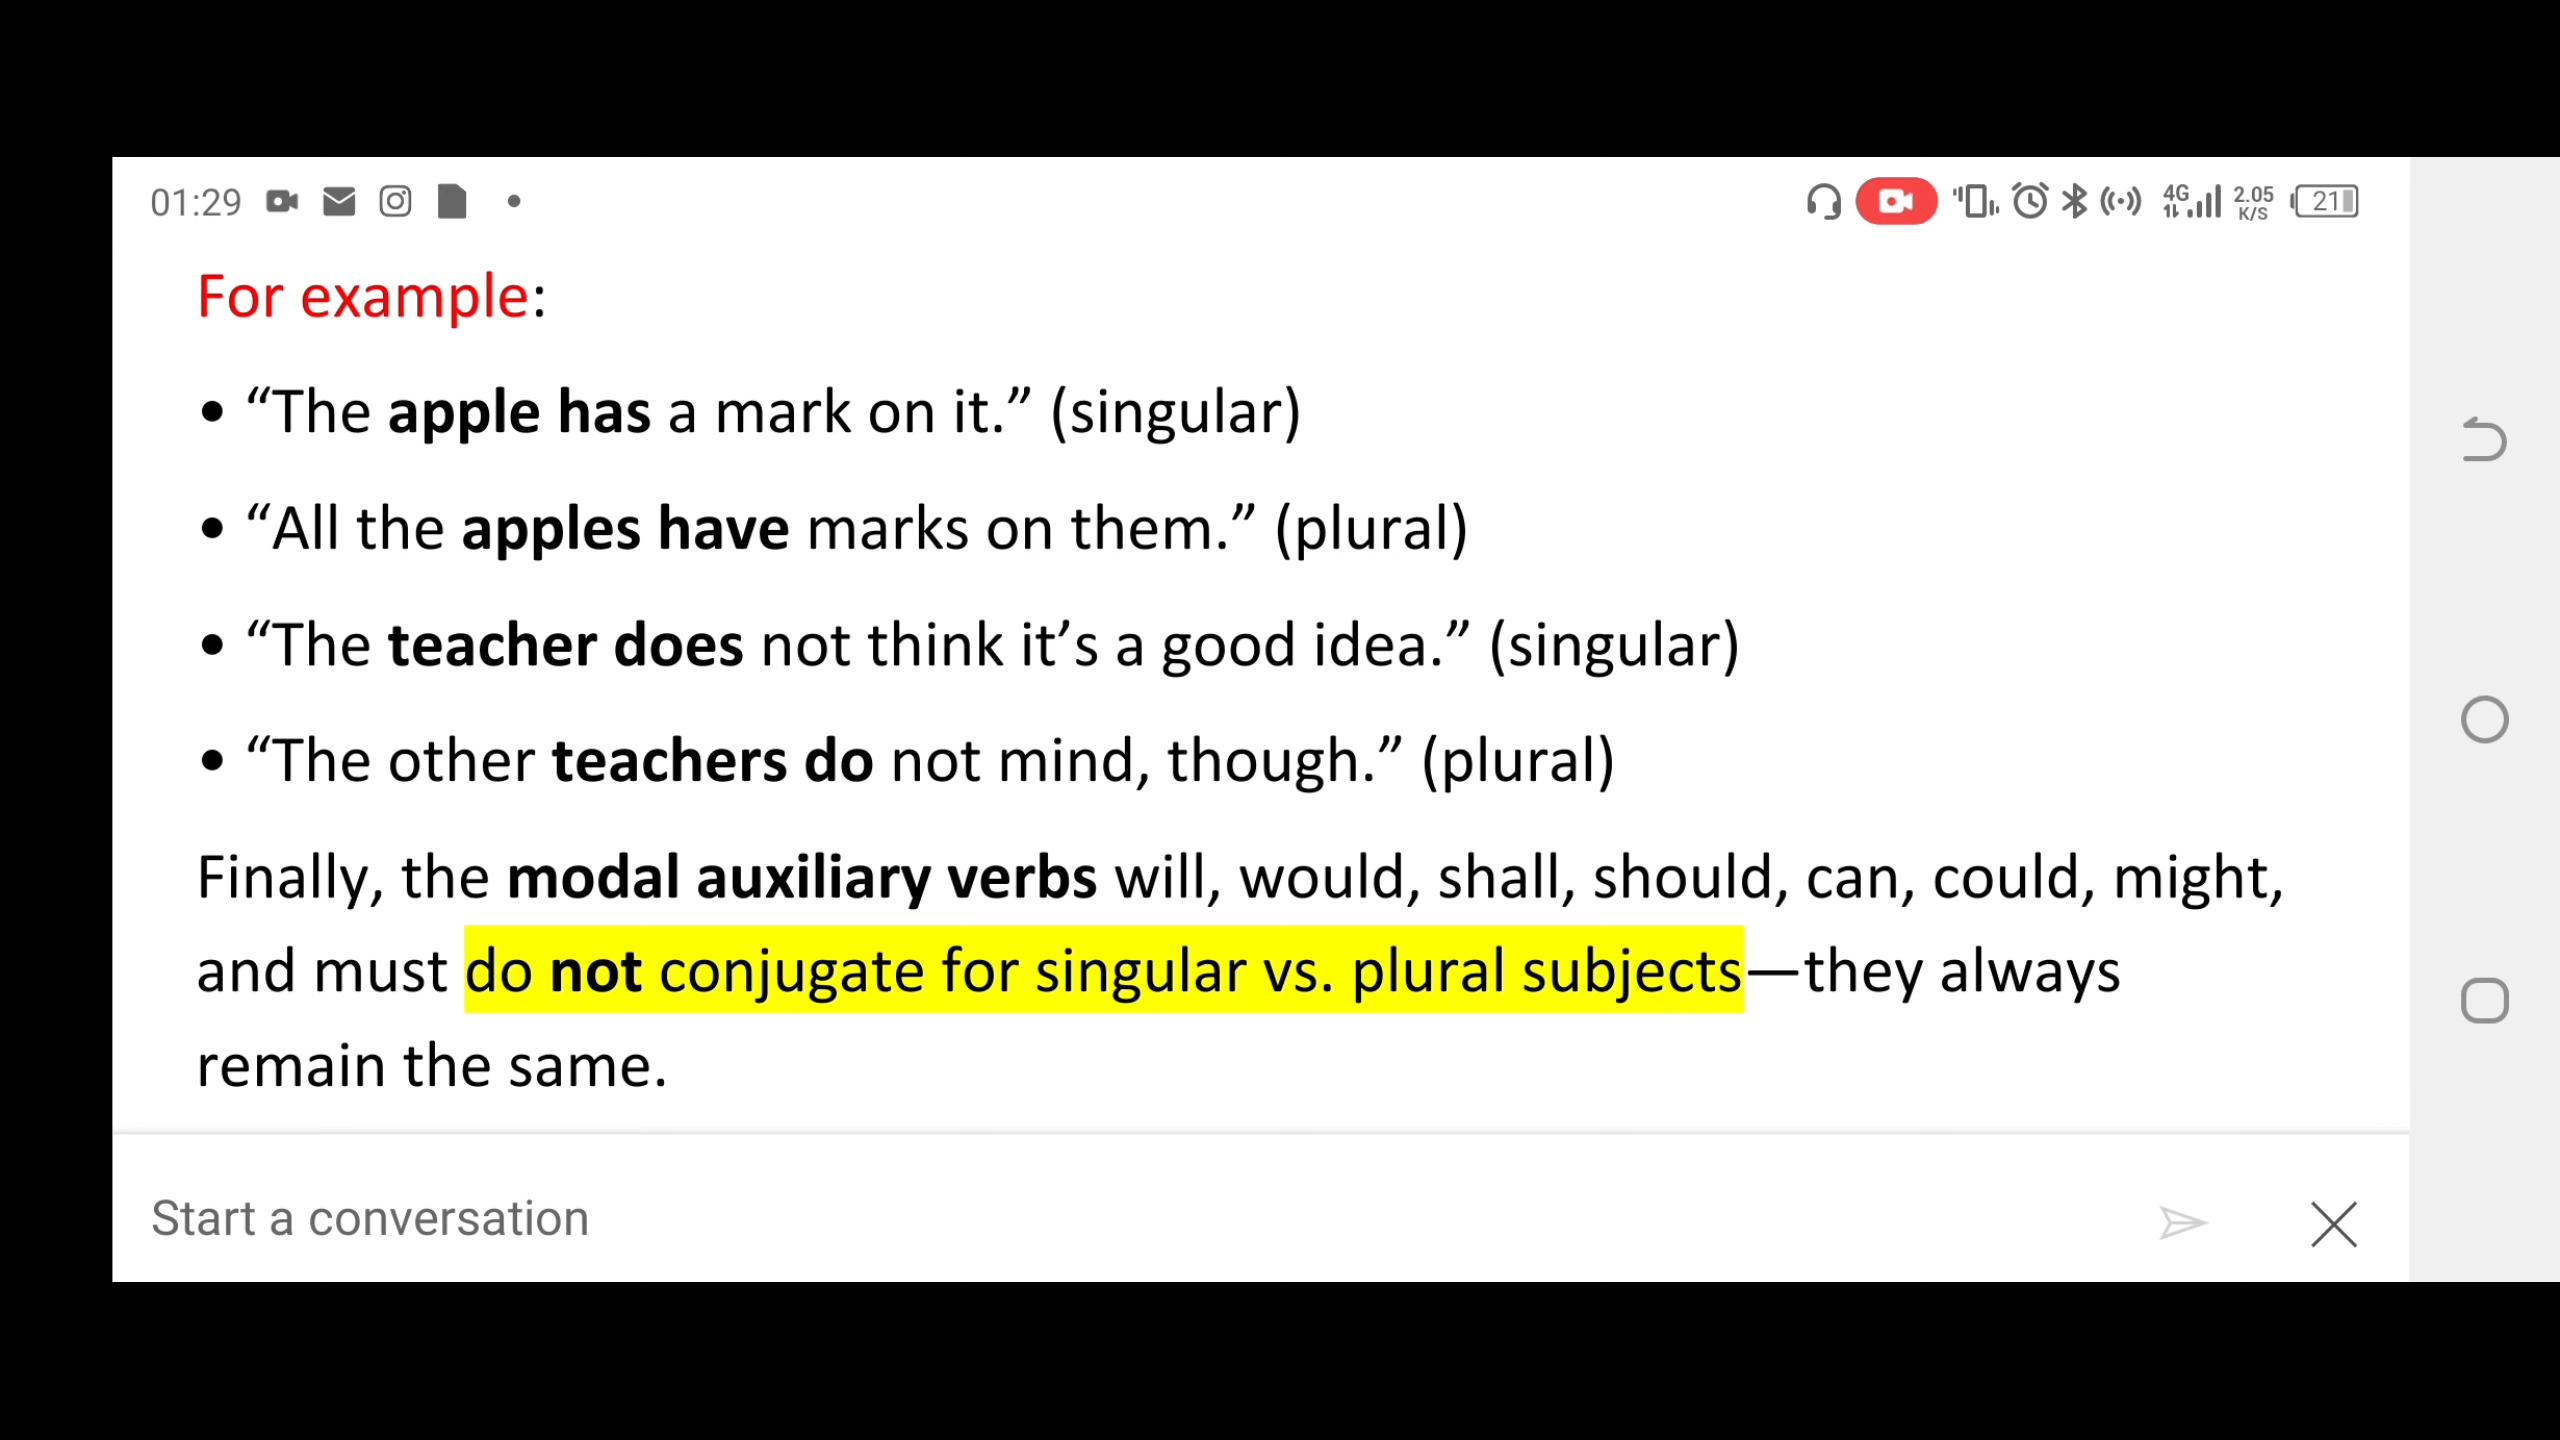 01:29
4G 2.05 K/S 21
For example:
• “The apple has a mark on it.” (singular)
• “All the apples have marks on them.” (plural)
• “The teacher does not think it’s a good idea.” (singular)
• “The other teachers do not mind, though.” (plural)
Finally, the modal auxiliary verbs will, would, shall, should, can, could, might,
and must do not conjugate for singular vs. plural subjects—they always
remain the same.
Start a conversation